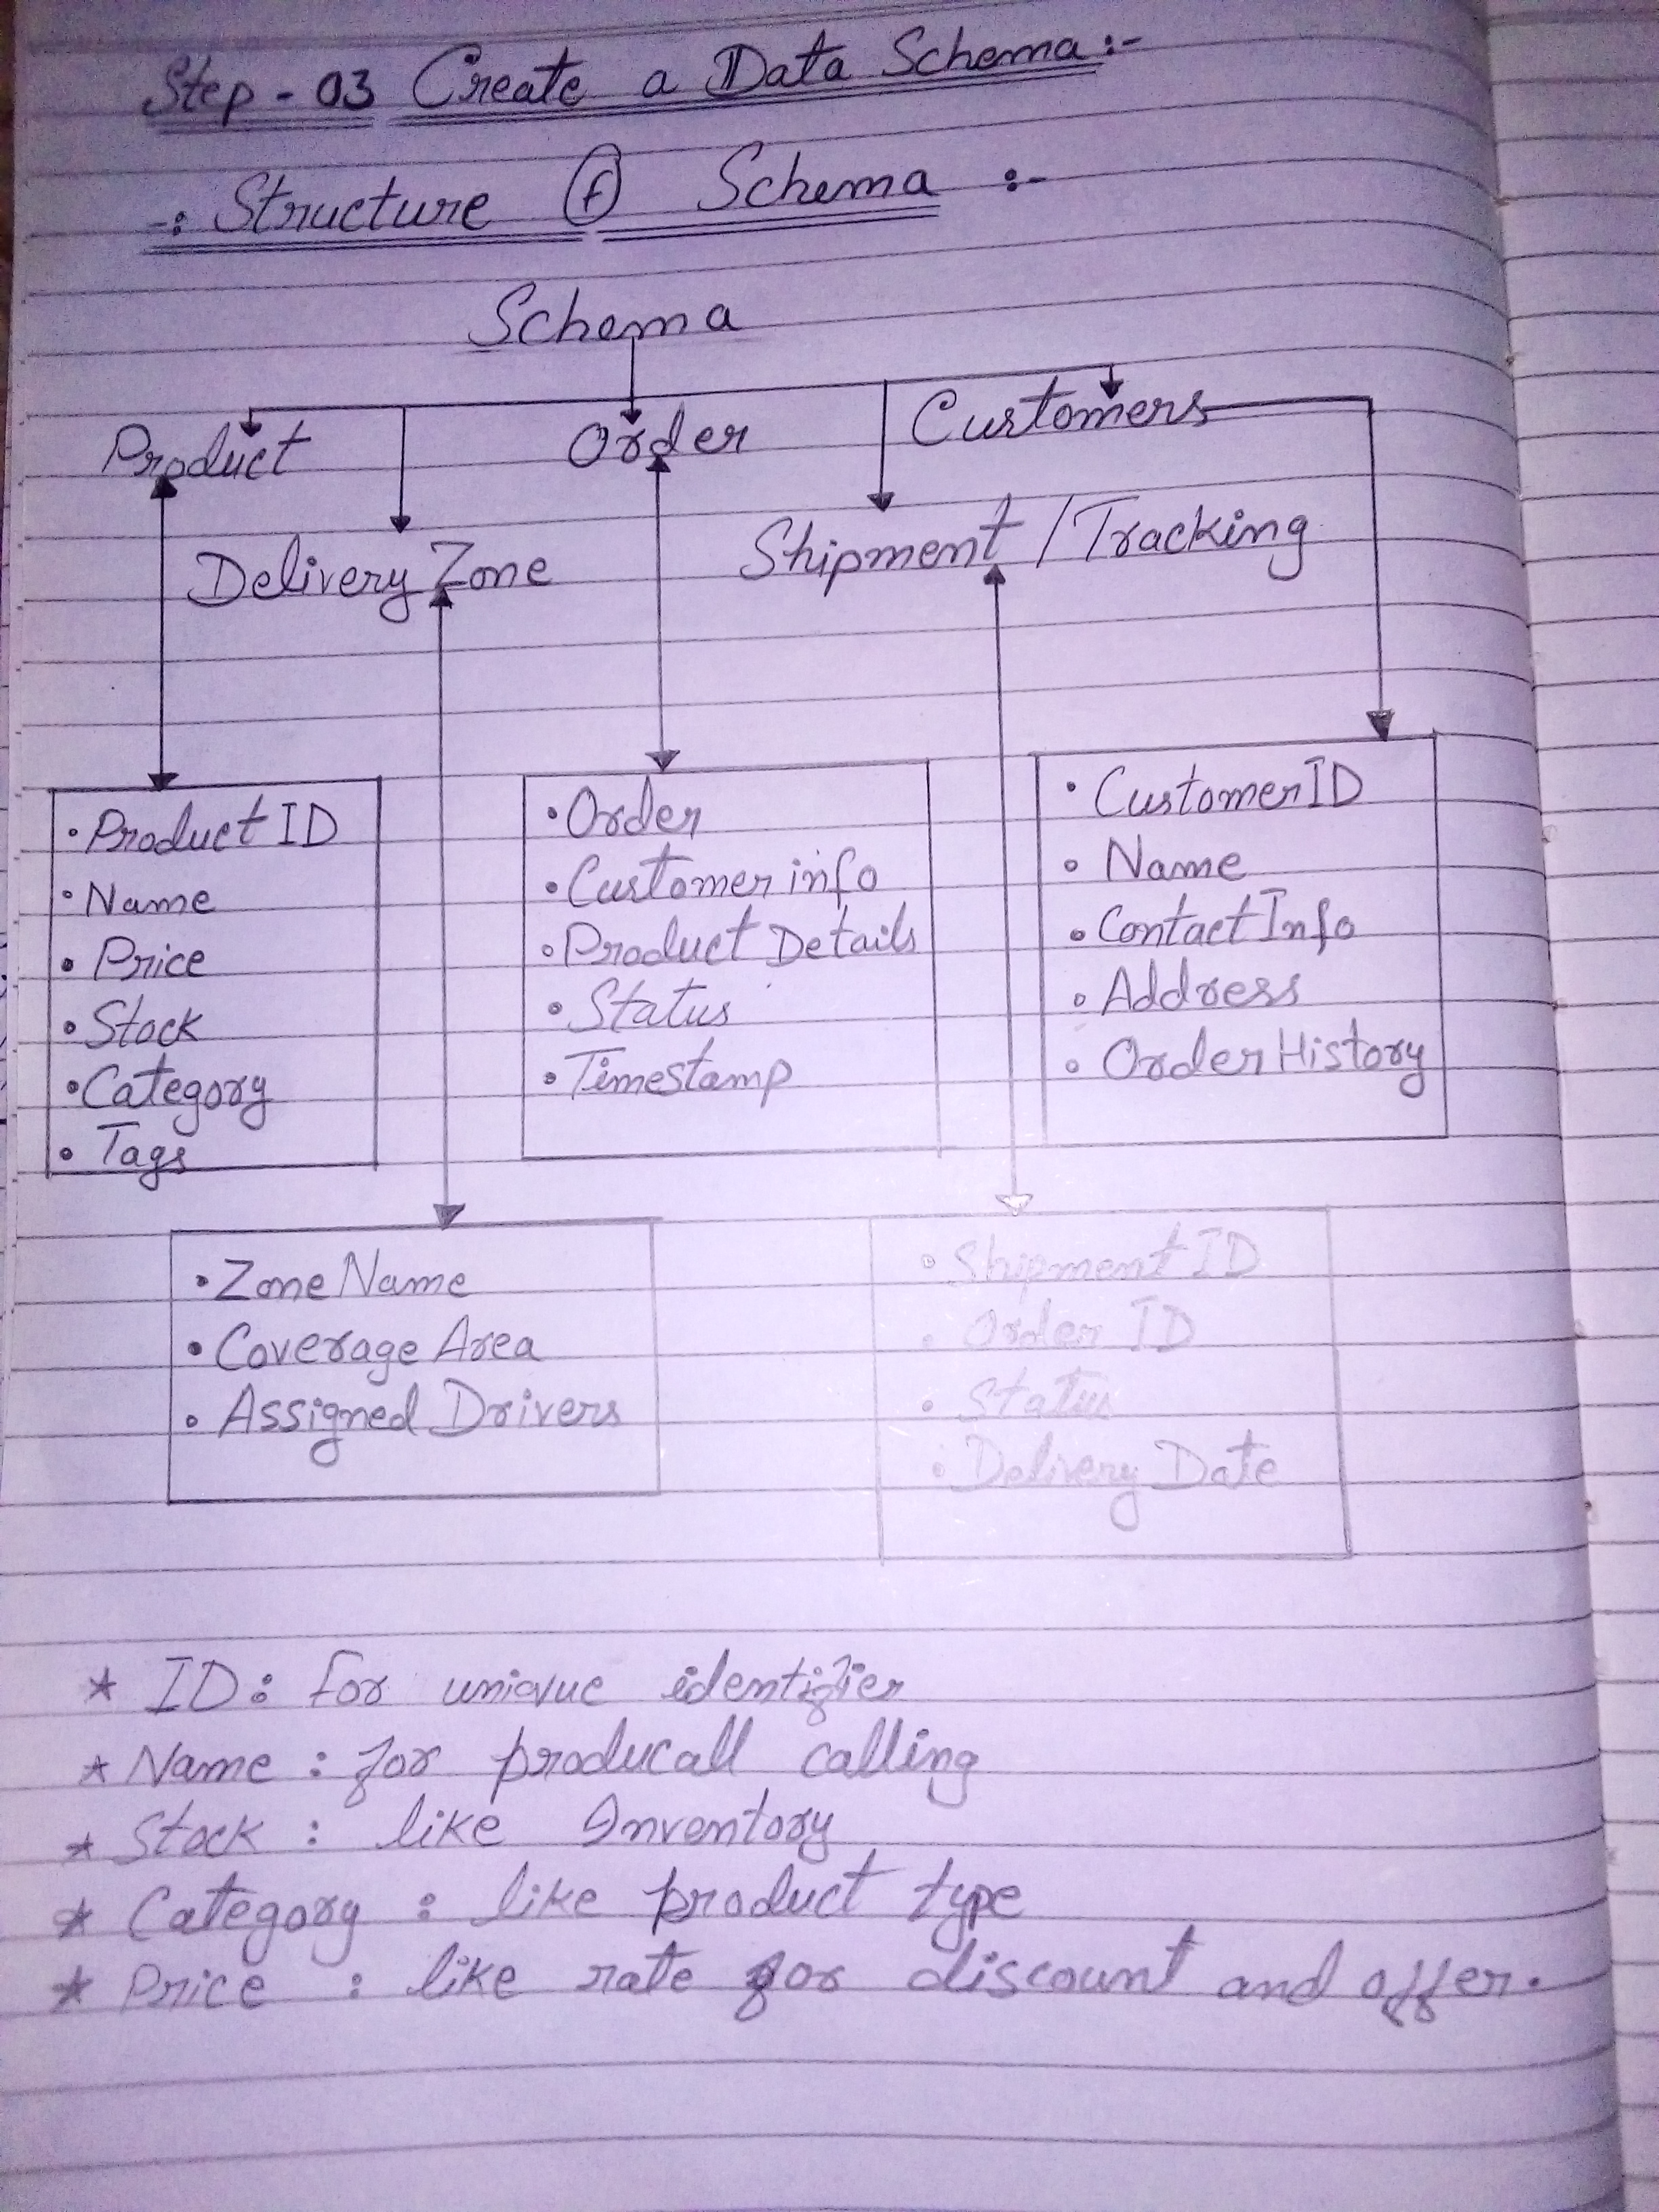 Step - 03 Create a Data Schema :-
-: Structure Of Schema :-
Schema
Product
Order
Customers
Delivery Zone
Shipment / Tracking
• Product ID
• Name
• Price
• Stock
• Category
• Tags
• Order
• Customer info
• Product Details
• Status
• Timestamp
• Customer ID
• Name
• Contact Info
• Address
• Order History
• Zone Name
• Coverage Area
• Assigned Drivers
• Shipment ID
• Order ID
• Status
• Delivery Date
* ID : for uniqvue identifier
* Name : for producall calling
* Stock : like Inventory
* Category : like product type
* Price : like rate for discount and offer.